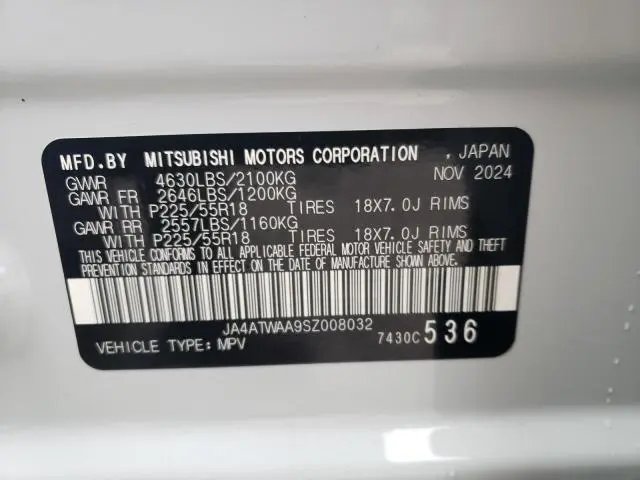 MFD.BY MITSUBISHI MOTORS CORPORATION , JAPAN
GVWR 4630LBS/2100KG NOV 2024
GAWR FR 2646LBS/1200KG
WITH P225/55R18 TIRES 18X7.0J RIMS
GAWR RR 2557LBS/1160KG
WITH P225/55R18 TIRES 18X7.0J RIMS
THIS VEHICLE CONFORMS TO ALL APPLICABLE FEDERAL MOTOR VEHICLE SAFETY AND THEFT
PREVENTION STANDARDS IN EFFECT ON THE DATE OF MANUFACTURE SHOWN ABOVE.
JA4ATWAA9SZ008032
VEHICLE TYPE: MPV 7430C 536